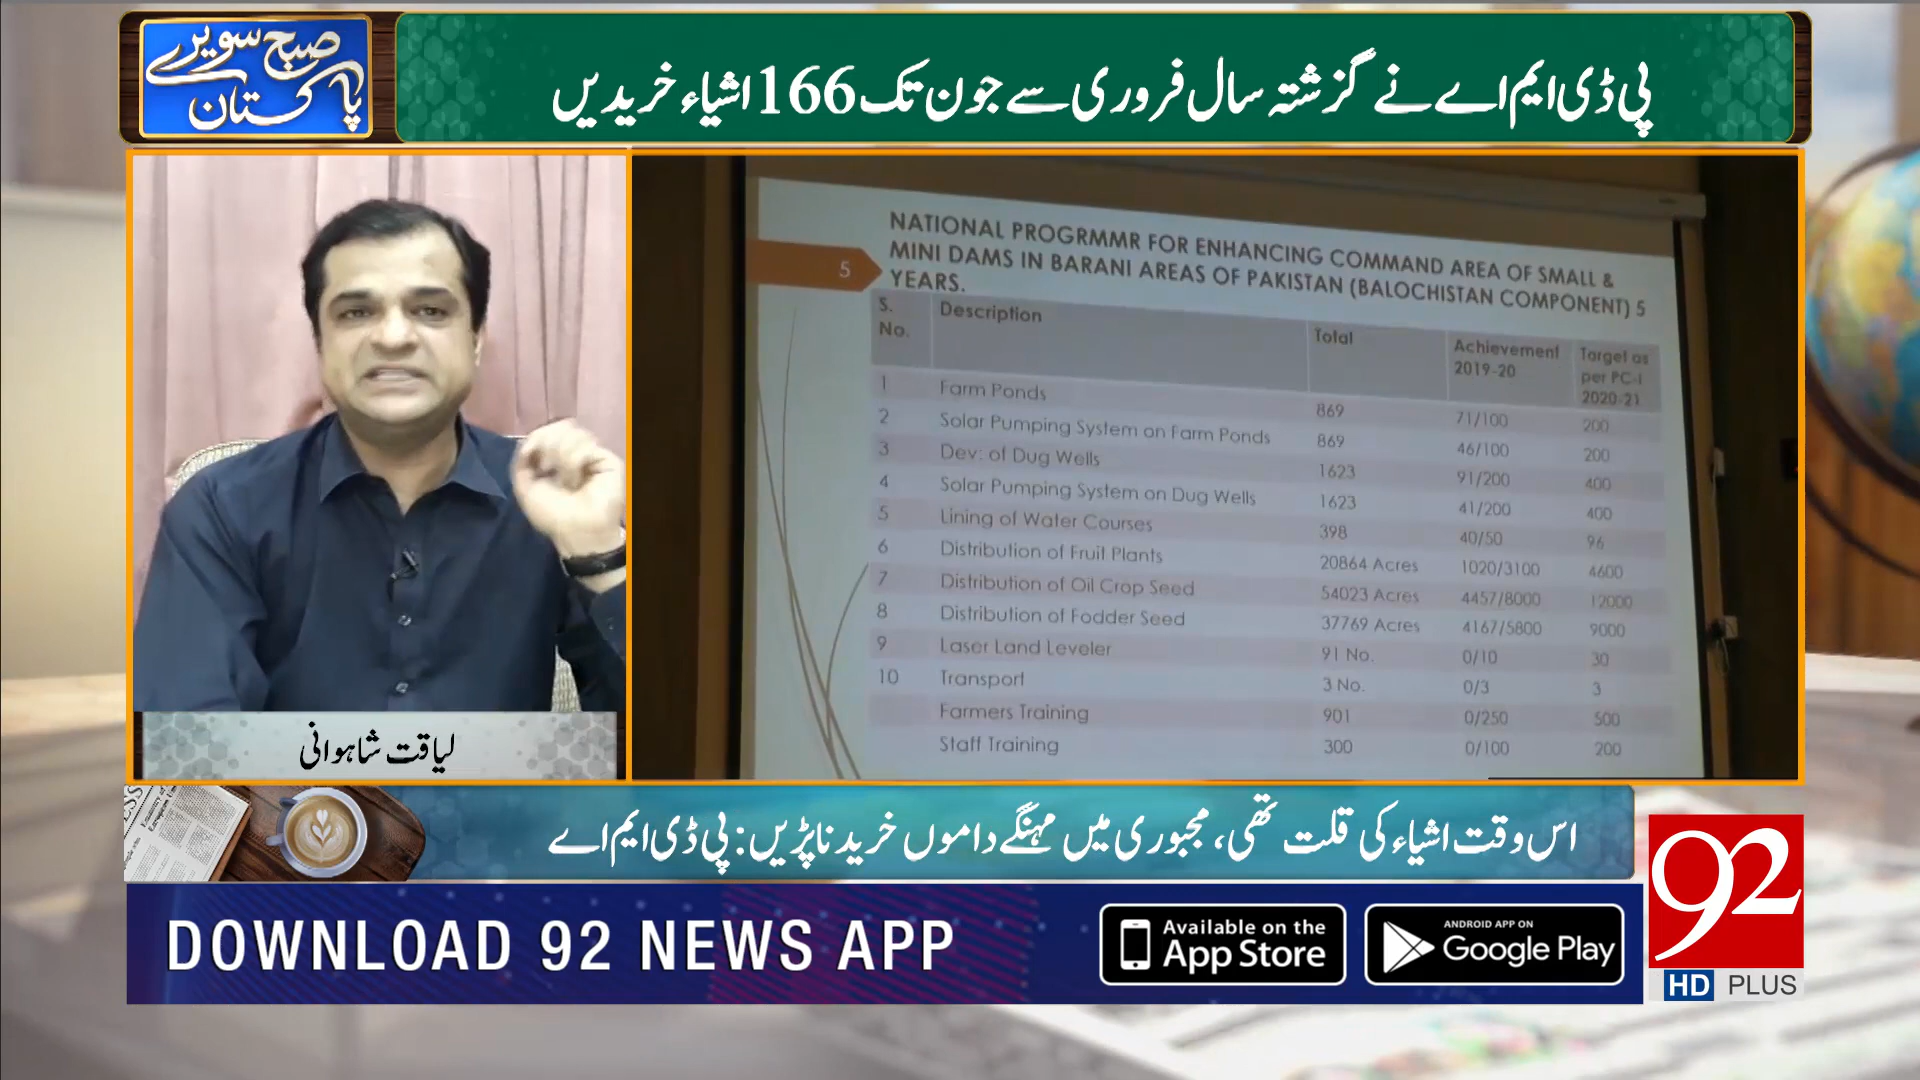 صبح سویرے
پاکستان
پی ڈی ایم اے نے گزشتہ سال فروری سے جون تک 166 اشیاء خریدیں
5
NATIONAL PROGRMMR FOR ENHANCING COMMAND AREA OF SMALL &
MINI DAMS IN BARANI AREAS OF PAKISTAN (BALOCHISTAN COMPONENT) 5
YEARS.
S. No. Description Total Achievement 2019-20 Target as per PC-I 2020-21
1 Farm Ponds 869 71/100 200
2 Solar Pumping System on Farm Ponds 869 46/100 200
3 Dev: of Dug Wells 1623 91/200 400
4 Solar Pumping System on Dug Wells 1623 41/200 400
5 Lining of Water Courses 398 40/50 96
6 Distribution of Fruit Plants 20864 Acres 1020/3100 4600
7 Distribution of Oil Crop Seed 54023 Acres 4457/8000 12000
8 Distribution of Fodder Seed 37769 Acres 4167/5800 9000
9 Laser Land Leveler 91 No. 0/10 30
10 Transport 3 No. 0/3 3
Farmers Training 901 0/250 500
Staff Training 300 0/100 200
لیاقت شاہوانی
اس وقت اشیاء کی قلت تھی، مجبوری میں مہنگے داموں خریدنا پڑیں: پی ڈی ایم اے
DOWNLOAD 92 NEWS APP
Available on the
App Store
ANDROID APP ON
Google Play
92
HD PLUS